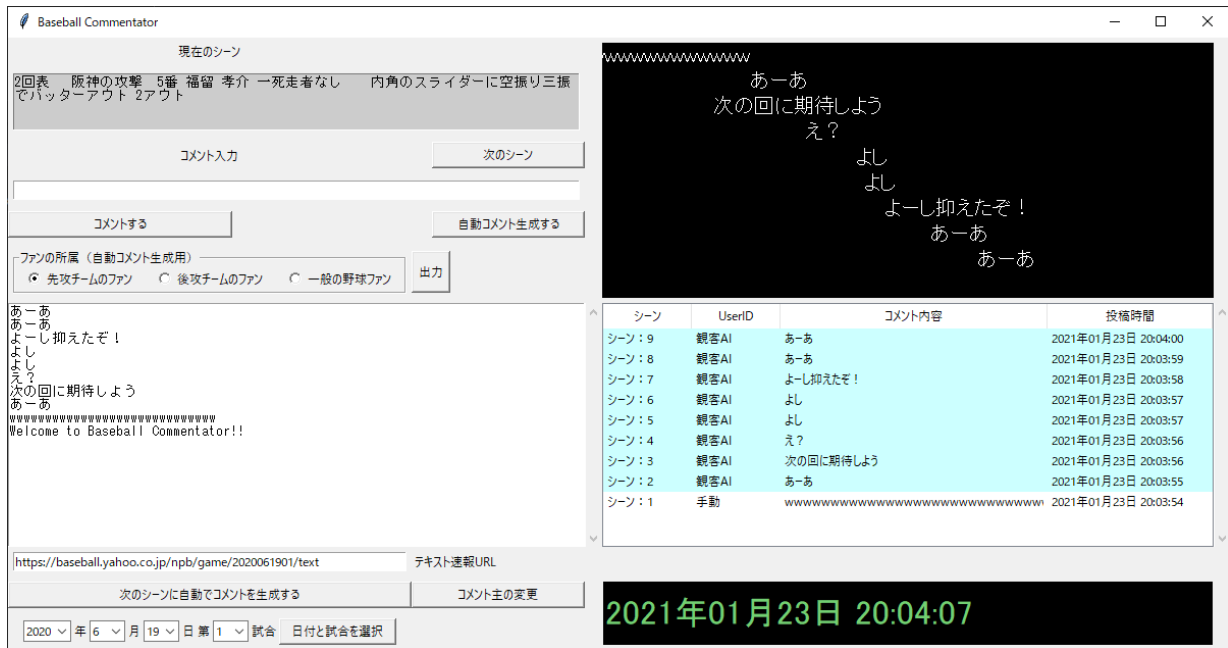 Baseball Commentator
現在のシーン
2回表 阪神の攻撃 5番 福留 孝介 一死走者なし 内角のスライダーに空振り三振
でバッターアウト 2アウト
コメント入力
次のシーン
コメントする
自動コメント生成する
ファンの所属（自動コメント生成用）
先攻チームのファン 後攻チームのファン 一般の野球ファン
出力
あーあ
あーあ
よーし抑えたぞ！
よし
よし
え？
次の回に期待しよう
あーあ
wwwwwwwwwwwwwwwwwwwwwwwwwwwww
Welcome to Baseball Commentator!!
https://baseball.yahoo.co.jp/npb/game/2020061901/text テキスト速報URL
次のシーンに自動でコメントを生成する コメント主の変更
2020 年 6 月 19 日 第 1 試合 日付と試合を選択
wwwwwwwwwwwwwwwww
あーあ
次の回に期待しよう
え？
よし
よし
よーし抑えたぞ！
あーあ
あーあ
シーン UserID コメント内容 投稿時間
シーン：9 観客AI あーあ 2021年01月23日 20:04:00
シーン：8 観客AI あーあ 2021年01月23日 20:03:59
シーン：7 観客AI よーし抑えたぞ！ 2021年01月23日 20:03:58
シーン：6 観客AI よし 2021年01月23日 20:03:57
シーン：5 観客AI よし 2021年01月23日 20:03:57
シーン：4 観客AI え？ 2021年01月23日 20:03:56
シーン：3 観客AI 次の回に期待しよう 2021年01月23日 20:03:56
シーン：2 観客AI あーあ 2021年01月23日 20:03:55
シーン：1 手動 wwwwwwwwwwwwwwwwwwwwwwwwwwwww 2021年01月23日 20:03:54
2021年01月23日 20:04:07